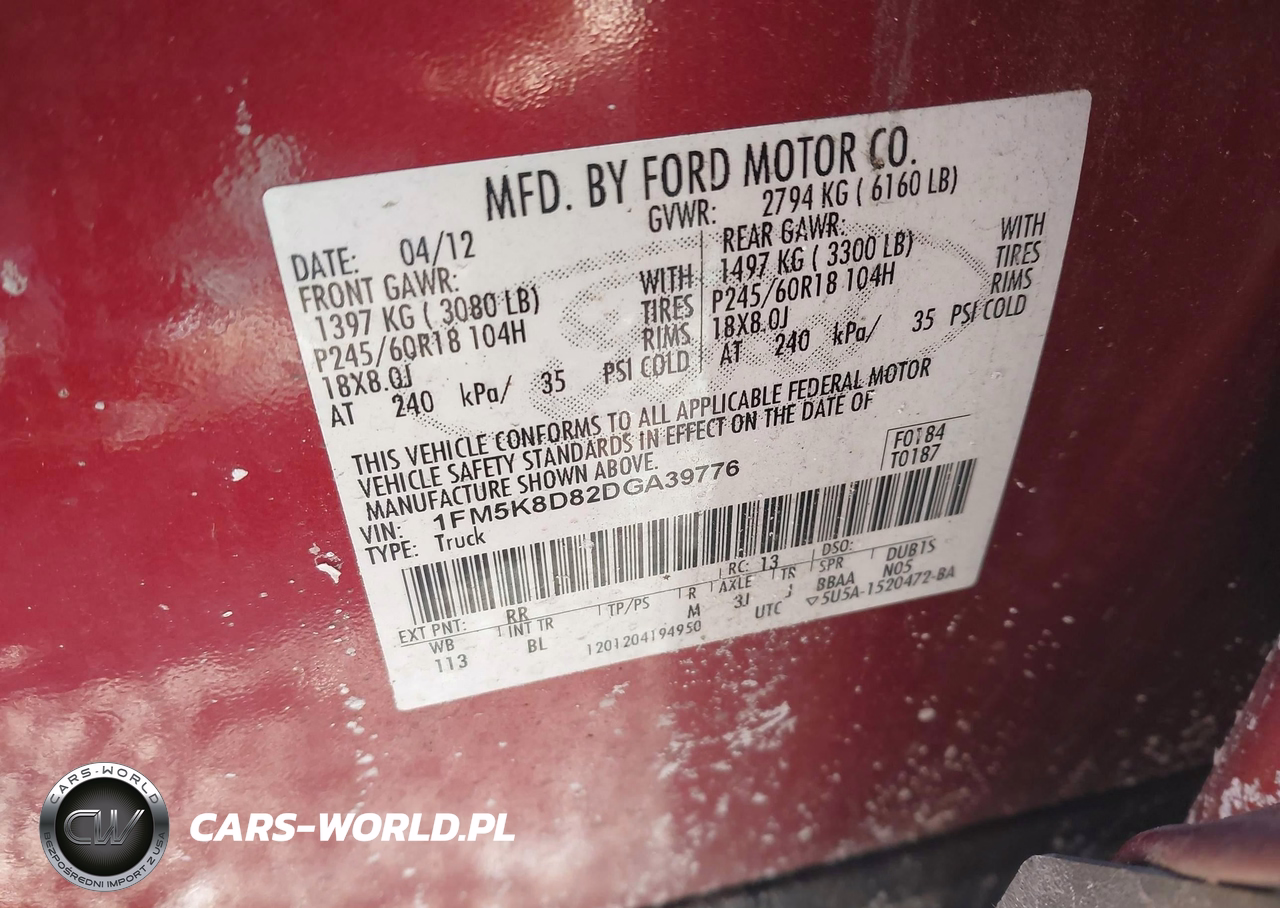 MFD. BY FORD MOTOR CO.
DATE: 04/12
GVWR: 2794 KG ( 6160 LB)
FRONT GAWR:
1397 KG ( 3080 LB) WITH
P245/60R18 104H TIRES
18X8.0J RIMS
AT 240 kPa/ 35 PSI COLD
REAR GAWR:
1497 KG ( 3300 LB) WITH
P245/60R18 104H TIRES
18X8.0J RIMS
AT 240 kPa/ 35 PSI COLD
THIS VEHICLE CONFORMS TO ALL APPLICABLE FEDERAL MOTOR
VEHICLE SAFETY STANDARDS IN EFFECT ON THE DATE OF
MANUFACTURE SHOWN ABOVE.
F0184
T0187
VIN: 1FM5K8D82DGA39776
TYPE: Truck
EXT PNT: RR RC: 13 DSO:
WB INT TR TP/PS R AXLE TR SPR DUB1S
113 BL M 3J J BBAA N05
1201204194950 UTC ▽5U5A-1520472-BA
CARS-WORLD
CW
BEZPOŚREDNI IMPORT Z USA
CARS-WORLD.PL